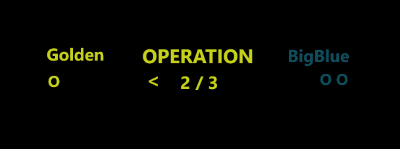 Golden OPERATION BigBlue
O < 2 / 3 O O